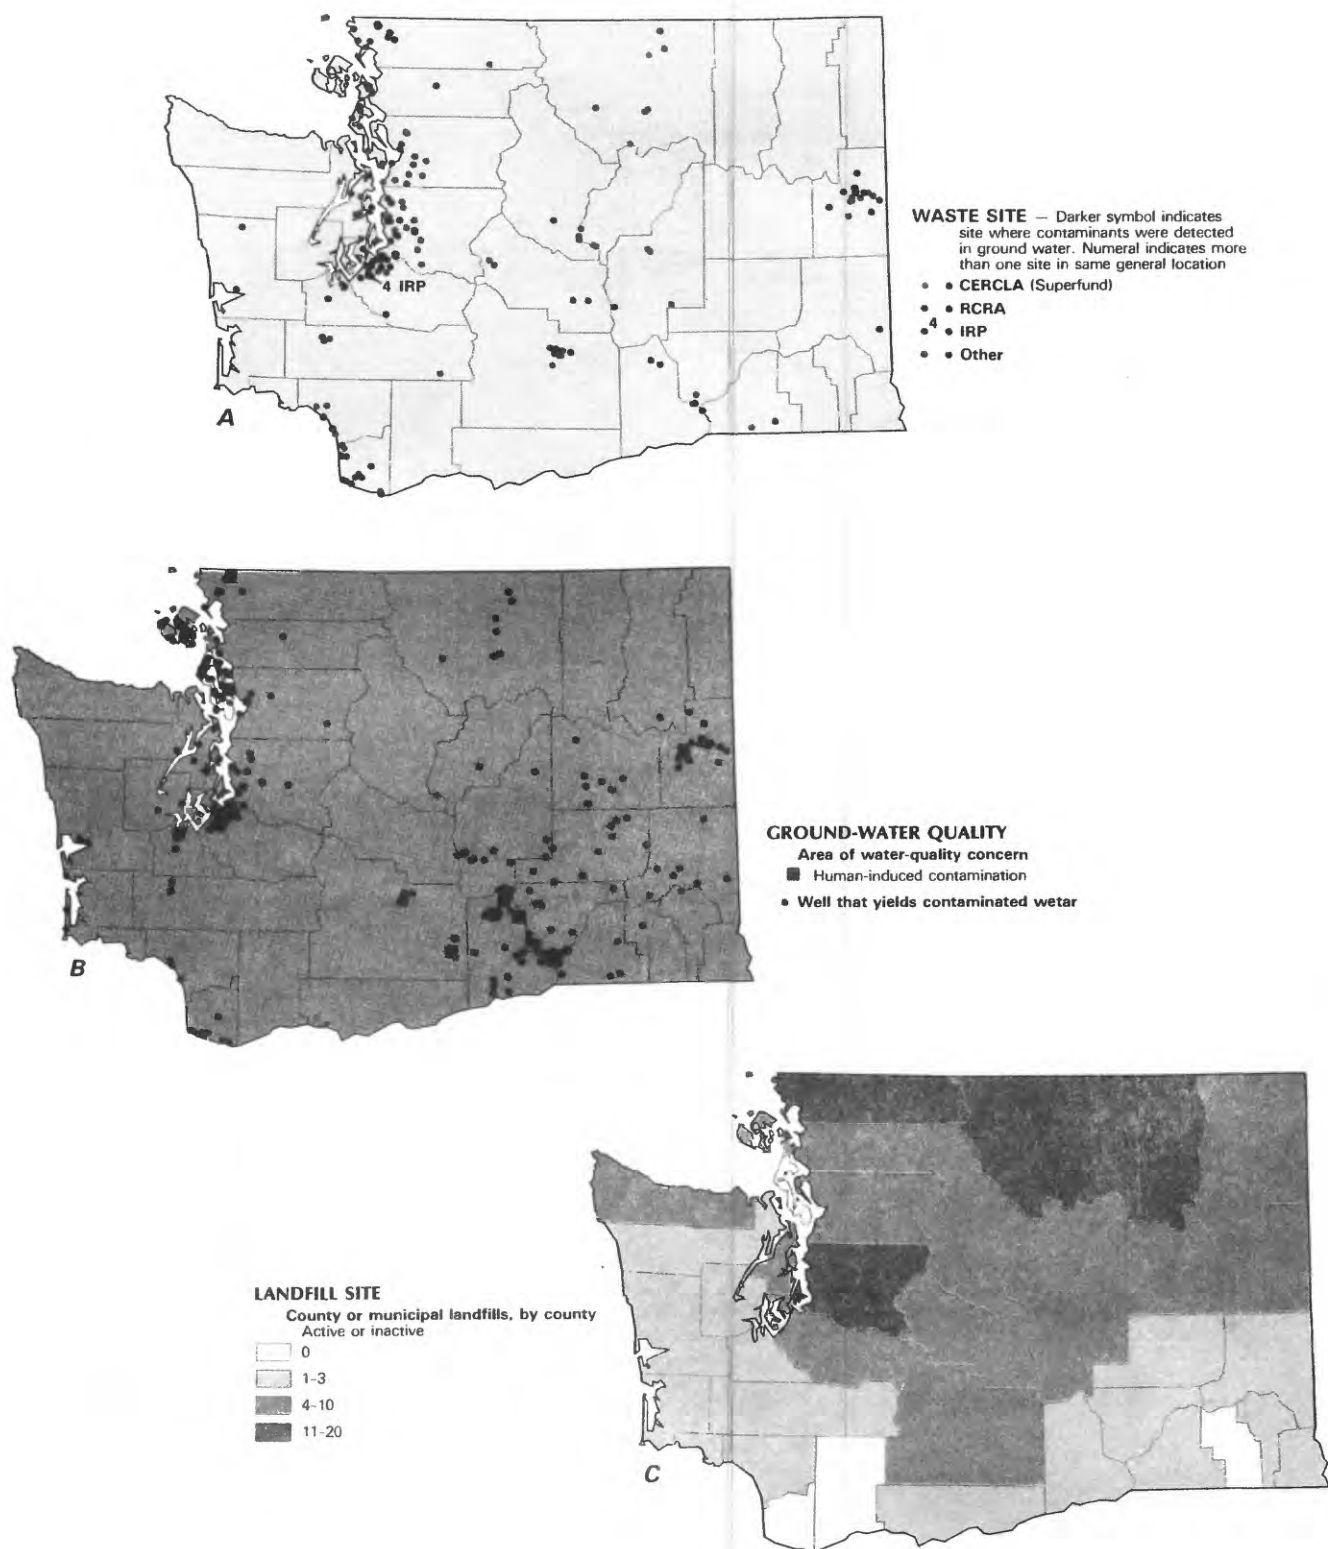 WASTE SITE — Darker symbol indicates
site where contaminants were detected
in ground water. Numeral indicates more
than one site in same general location
• • CERCLA (Superfund)
• • RCRA
•4 • IRP
• • Other
4 IRP
A
GROUND-WATER QUALITY
Area of water-quality concern
Human-induced contamination
• Well that yields contaminated wetar
B
LANDFILL SITE
County or municipal landfills, by county
Active or inactive
0
1-3
4-10
11-20
C